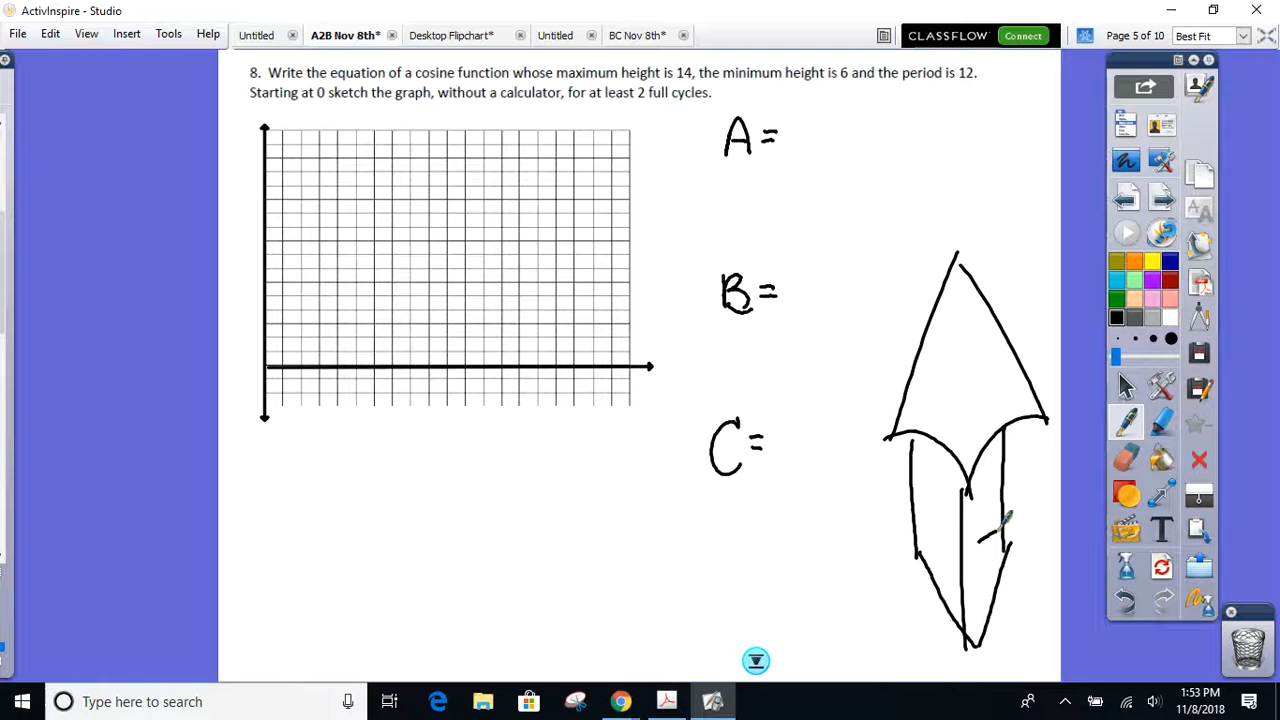 ActivInspire - Studio
File Edit View Insert Tools Help
Untitled A2B Nov 8th* Desktop Flipchart* Untitled BC Nov 8th*
CLASSFLOW Connect
Page 5 of 10 Best Fit
8. Write the equation of a cosine function whose maximum height is 14, the minimum height is 6 and the period is 12.
Starting at 0 sketch the graph, without a calculator, for at least 2 full cycles.
A =
B =
C =
Type here to search
1:53 PM
11/8/2018